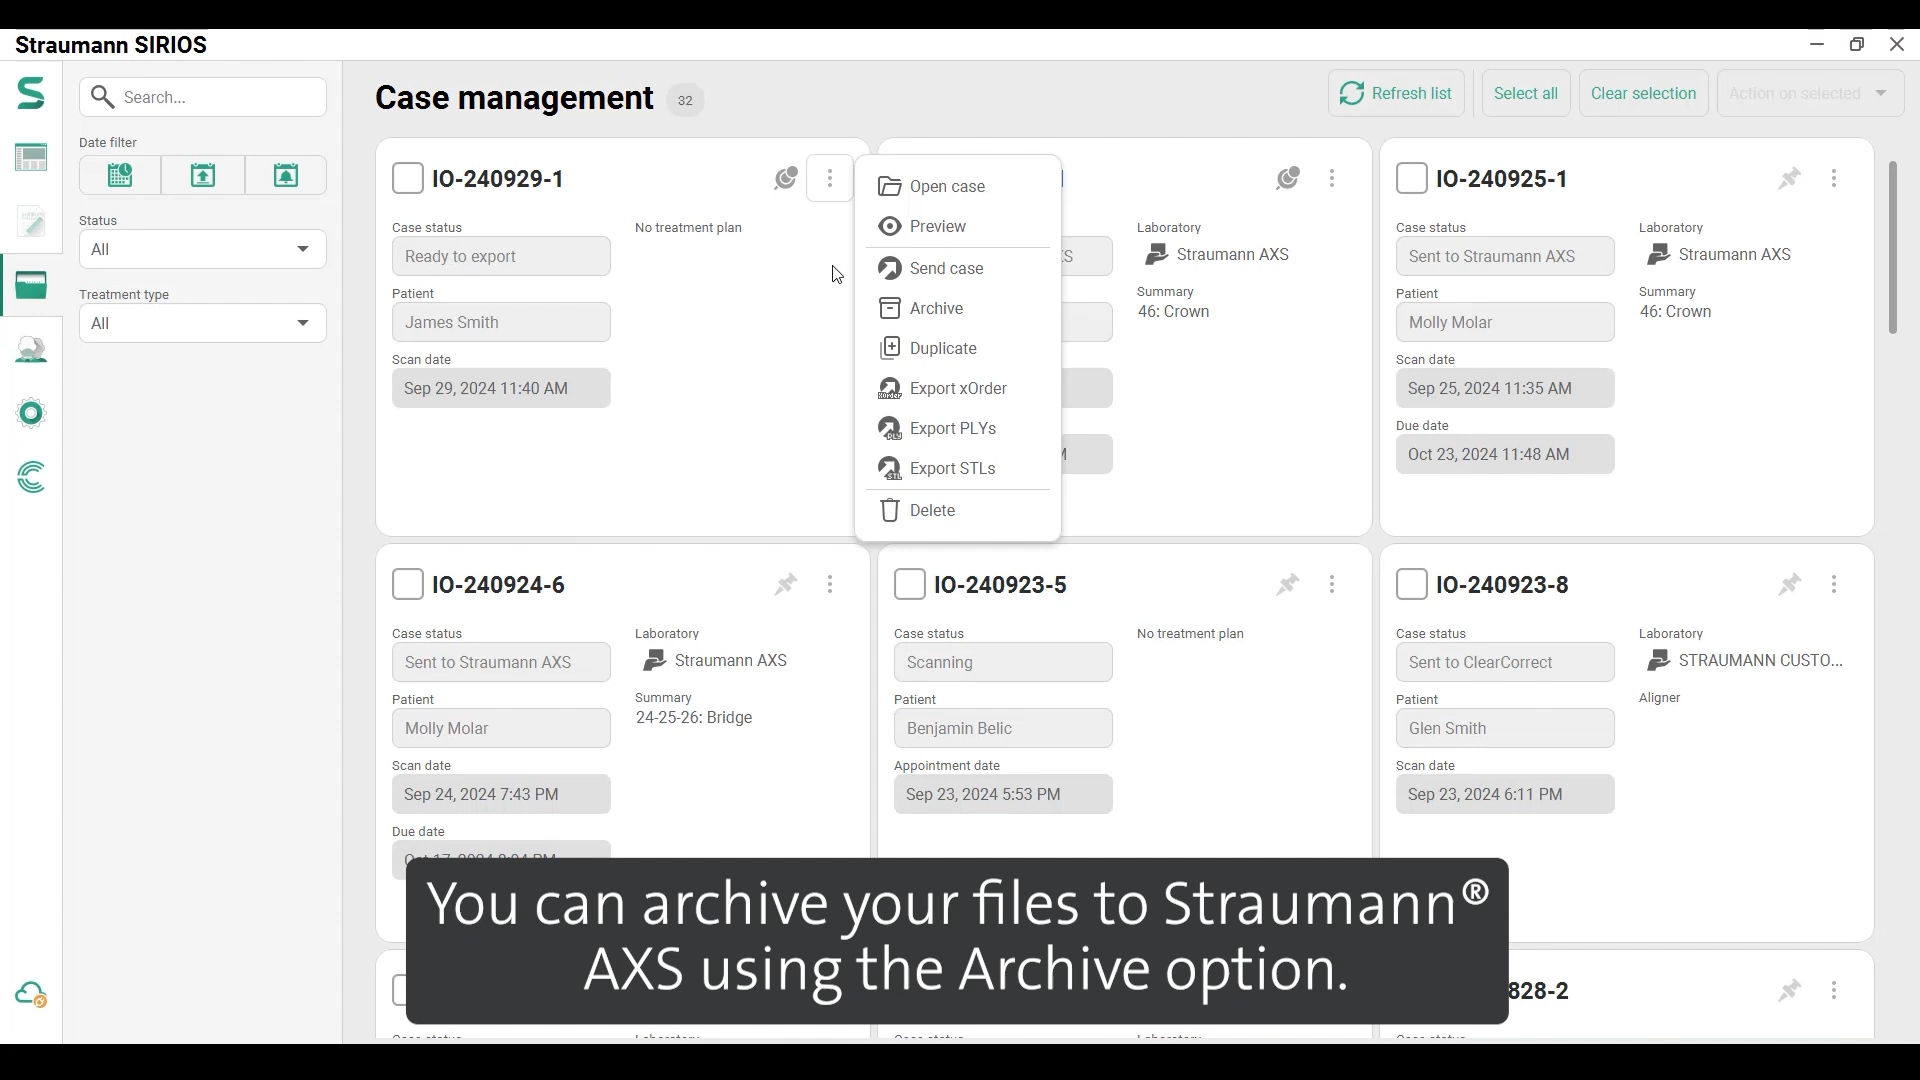 Straumann SIRIOS
Search...
Date filter
Status
All
Treatment type
All
Case management 32
Refresh list
Select all
Clear selection
Action on selected
IO-240929-1
Case status
Ready to export
No treatment plan
Patient
James Smith
Scan date
Sep 29, 2024 11:40 AM
Open case
Preview
Send case
Archive
Duplicate
Export xOrder
Export PLYs
Export STLs
Delete
Laboratory
Straumann AXS
Summary
46: Crown
IO-240925-1
Case status
Sent to Straumann AXS
Laboratory
Straumann AXS
Patient
Molly Molar
Summary
46: Crown
Scan date
Sep 25, 2024 11:35 AM
Due date
Oct 23, 2024 11:48 AM
IO-240924-6
Case status
Sent to Straumann AXS
Laboratory
Straumann AXS
Patient
Molly Molar
Summary
24-25-26: Bridge
Scan date
Sep 24, 2024 7:43 PM
Due date
IO-240923-5
Case status
Scanning
No treatment plan
Patient
Benjamin Belic
Appointment date
Sep 23, 2024 5:53 PM
IO-240923-8
Case status
Sent to ClearCorrect
Laboratory
STRAUMANN CUSTO...
Patient
Glen Smith
Aligner
Scan date
Sep 23, 2024 6:11 PM
828-2
You can archive your files to Straumann®
AXS using the Archive option.